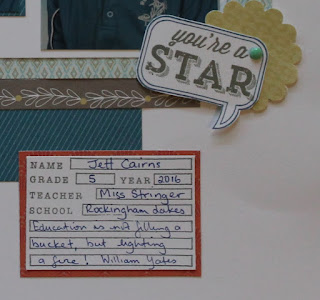 you're a
STAR
NAME Jett Cairns
GRADE 5 YEAR 2016
TEACHER Miss Stringer
SCHOOL Rockingham Lakes
Education is not filling a
bucket, but lighting
a fire! William Yates